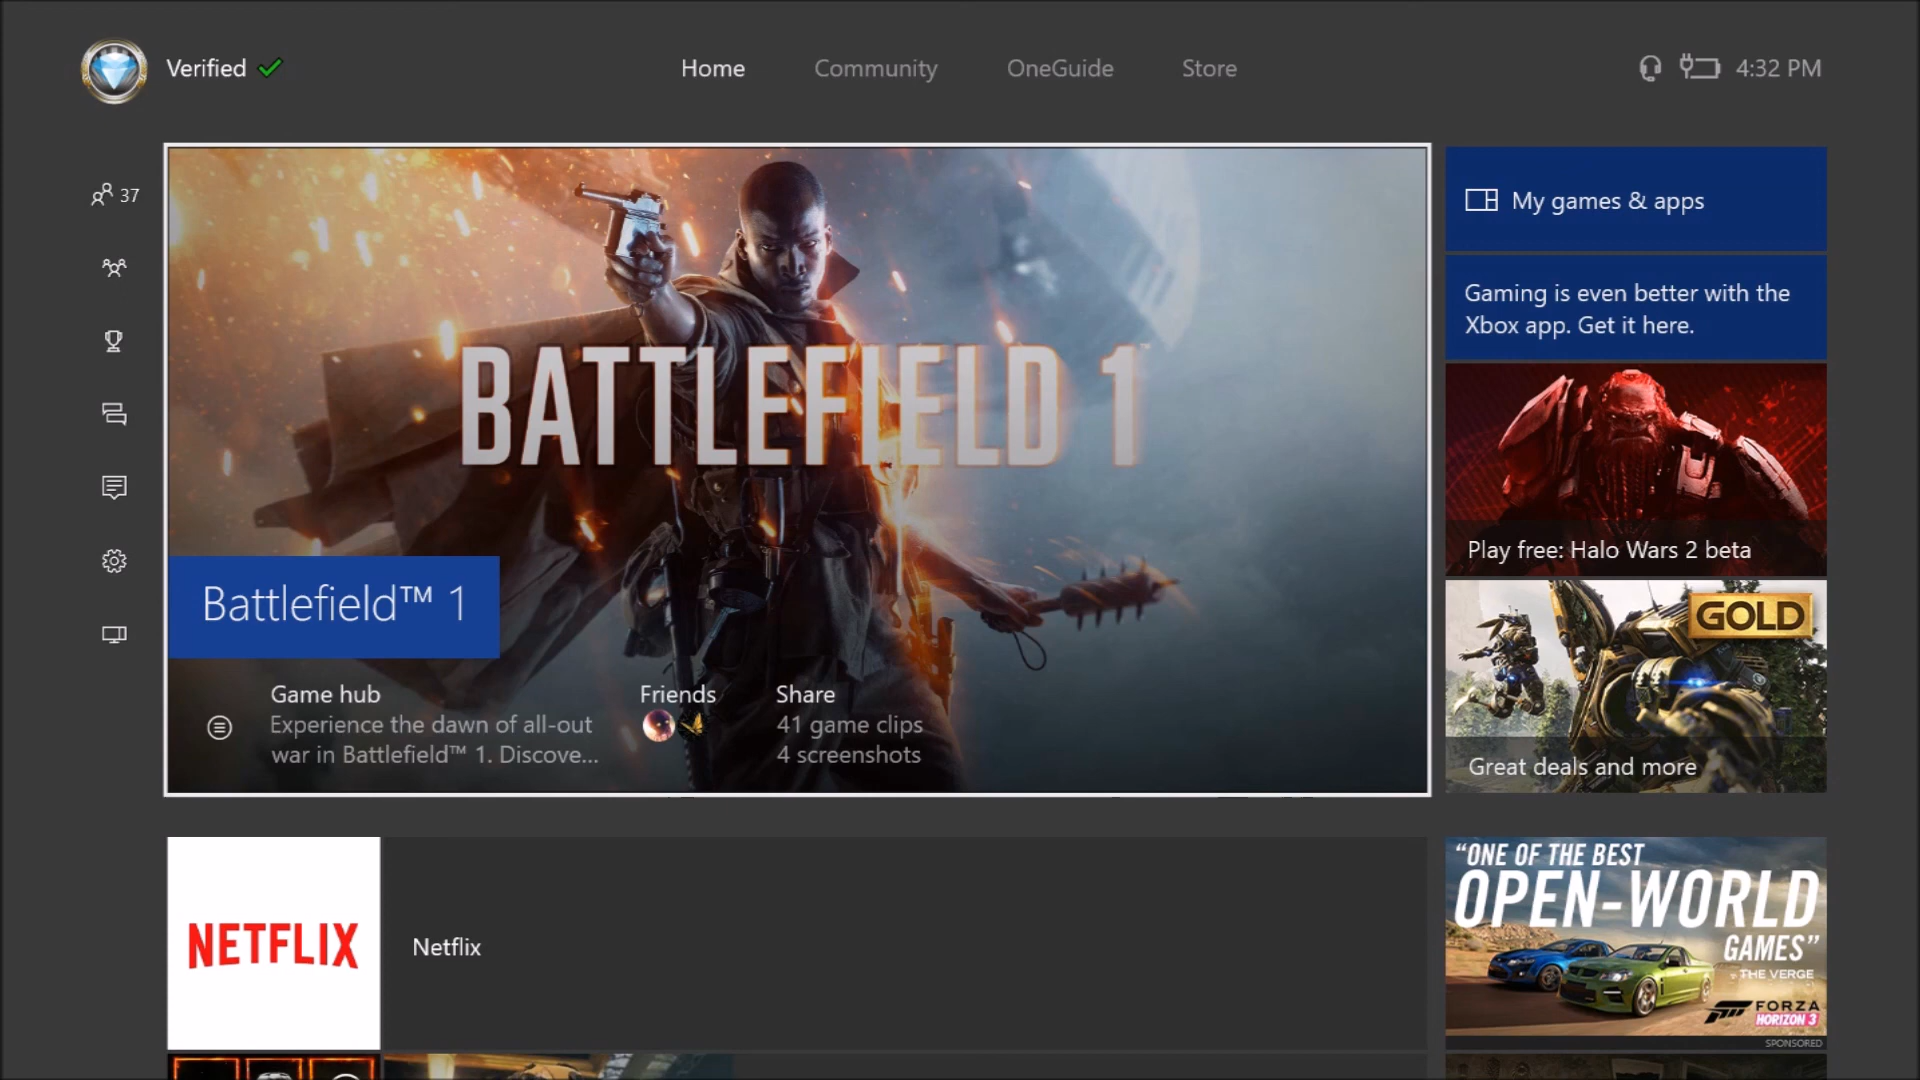 Verified
Home
Community
OneGuide
Store
4:32 PM
37
BATTLEFIELD 1
Battlefield™ 1
Game hub
Experience the dawn of all-out
war in Battlefield™ 1. Discove...
Friends
Share
41 game clips
4 screenshots
My games & apps
Gaming is even better with the
Xbox app. Get it here.
Play free: Halo Wars 2 beta
GOLD
Great deals and more
NETFLIX
Netflix
“ONE OF THE BEST
OPEN-WORLD
GAMES”
- THE VERGE
FORZA
HORIZON 3
SPONSORED